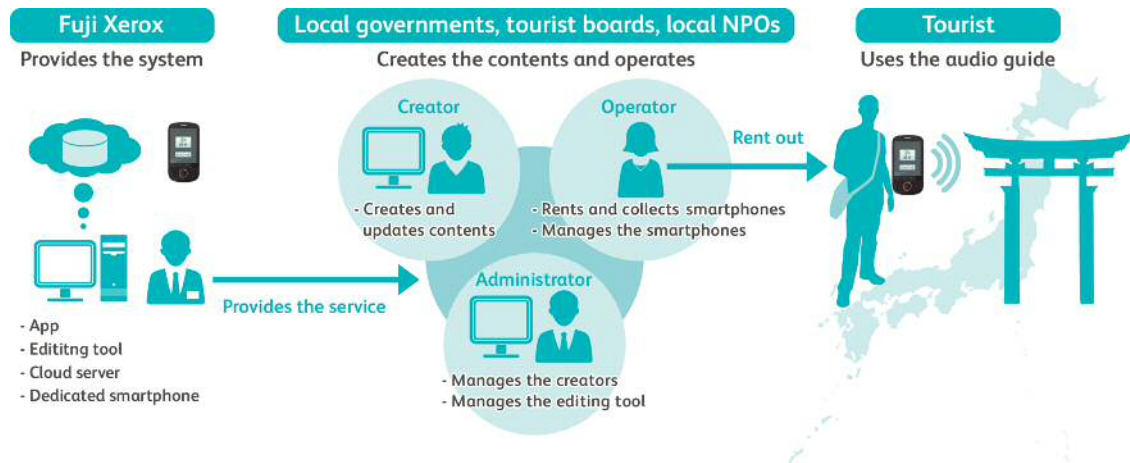 Fuji Xerox
Provides the system
- App
- Edititng tool
- Cloud server
- Dedicated smartphone
Provides the service
Local governments, tourist boards, local NPOs
Creates the contents and operates
Creator
- Creates and
updates contents
Operator
- Rents and collects smartphones
- Manages the smartphones
Administrator
- Manages the creators
- Manages the editing tool
Rent out
Tourist
Uses the audio guide